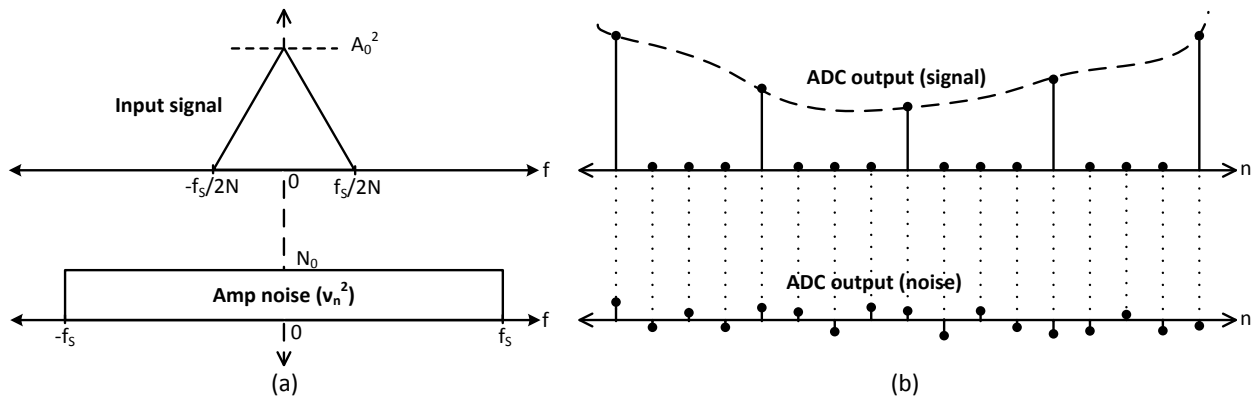 A₀²
Input signal
-fₛ/2N 0 fₛ/2N f
N₀
Amp noise (vₙ²)
-fₛ 0 fₛ f
(a)
ADC output (signal)
n
ADC output (noise)
n
(b)